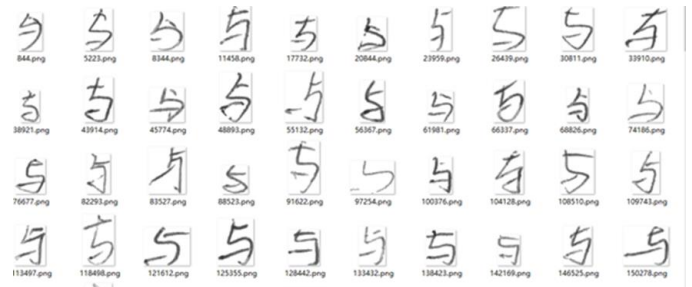 与 与 与 与 与 与 与 与 与 与
844.png 5223.png 8344.png 11458.png 17732.png 20844.png 23959.png 26439.png 30811.png 33910.png
与 与 与 与 与 与 与 与 与 与
38921.png 43914.png 45774.png 48893.png 55132.png 56367.png 61981.png 66337.png 68826.png 74186.png
与 与 与 与 与 与 与 与 与 与
76677.png 82293.png 83527.png 88523.png 91622.png 97254.png 100376.png 104128.png 108510.png 109743.png
与 与 与 与 与 与 与 与 与 与
113497.png 118498.png 121612.png 125355.png 128442.png 133432.png 138423.png 142169.png 146525.png 150278.png